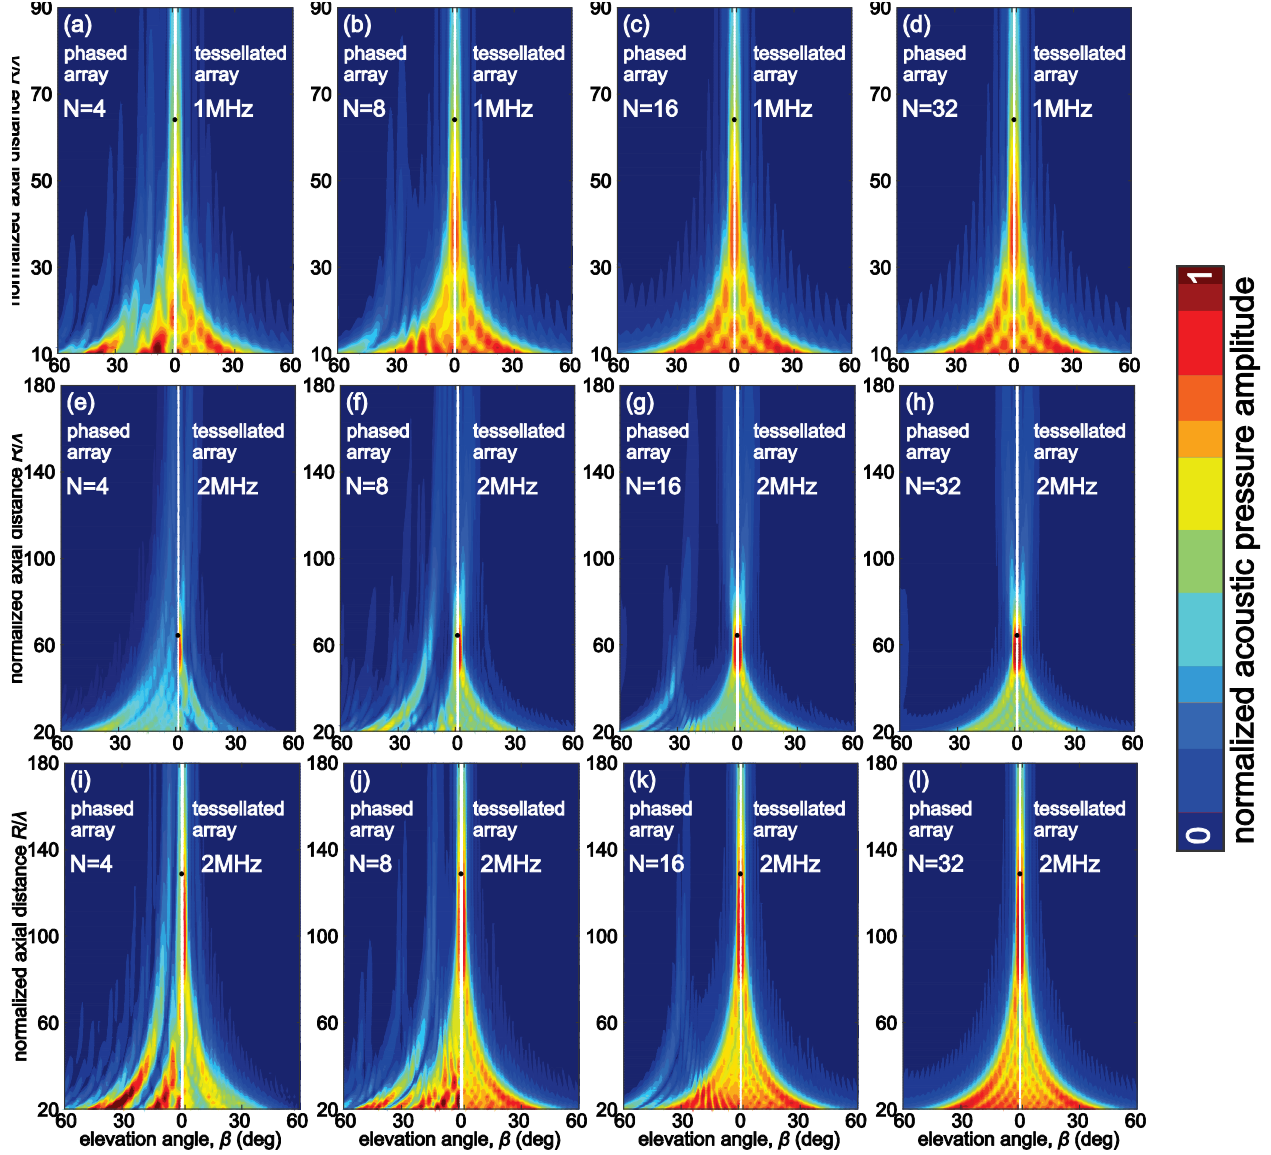 (a)
phased tessellated
array array
N=4 1MHz
(b)
phased tessellated
array array
N=8 1MHz
(c)
phased tessellated
array array
N=16 1MHz
(d)
phased tessellated
array array
N=32 1MHz
90
70
50
30
10
60 30 0 30 60
90
70
50
30
10
60 30 0 30 60
90
70
50
30
10
60 30 0 30 60
90
70
50
30
10
60 30 0 30 60
normalized axial distance R/λ
(e)
phased tessellated
array array
N=4 2MHz
(f)
phased tessellated
array array
N=8 2MHz
(g)
phased tessellated
array array
N=16 2MHz
(h)
phased tessellated
array array
N=32 2MHz
180
140
100
60
20
60 30 0 30 60
180
140
100
60
20
60 30 0 30 60
180
140
100
60
20
60 30 0 30 60
180
140
100
60
20
60 30 0 30 60
normalized axial distance R/λ
(i)
phased tessellated
array array
N=4 2MHz
(j)
phased tessellated
array array
N=8 2MHz
(k)
phased tessellated
array array
N=16 2MHz
(l)
phased tessellated
array array
N=32 2MHz
180
140
100
60
20
60 30 0 30 60
180
140
100
60
20
60 30 0 30 60
180
140
100
60
20
60 30 0 30 60
180
140
100
60
20
60 30 0 30 60
normalized axial distance R/λ
elevation angle, β (deg)
elevation angle, β (deg)
elevation angle, β (deg)
elevation angle, β (deg)
1
0
normalized acoustic pressure amplitude